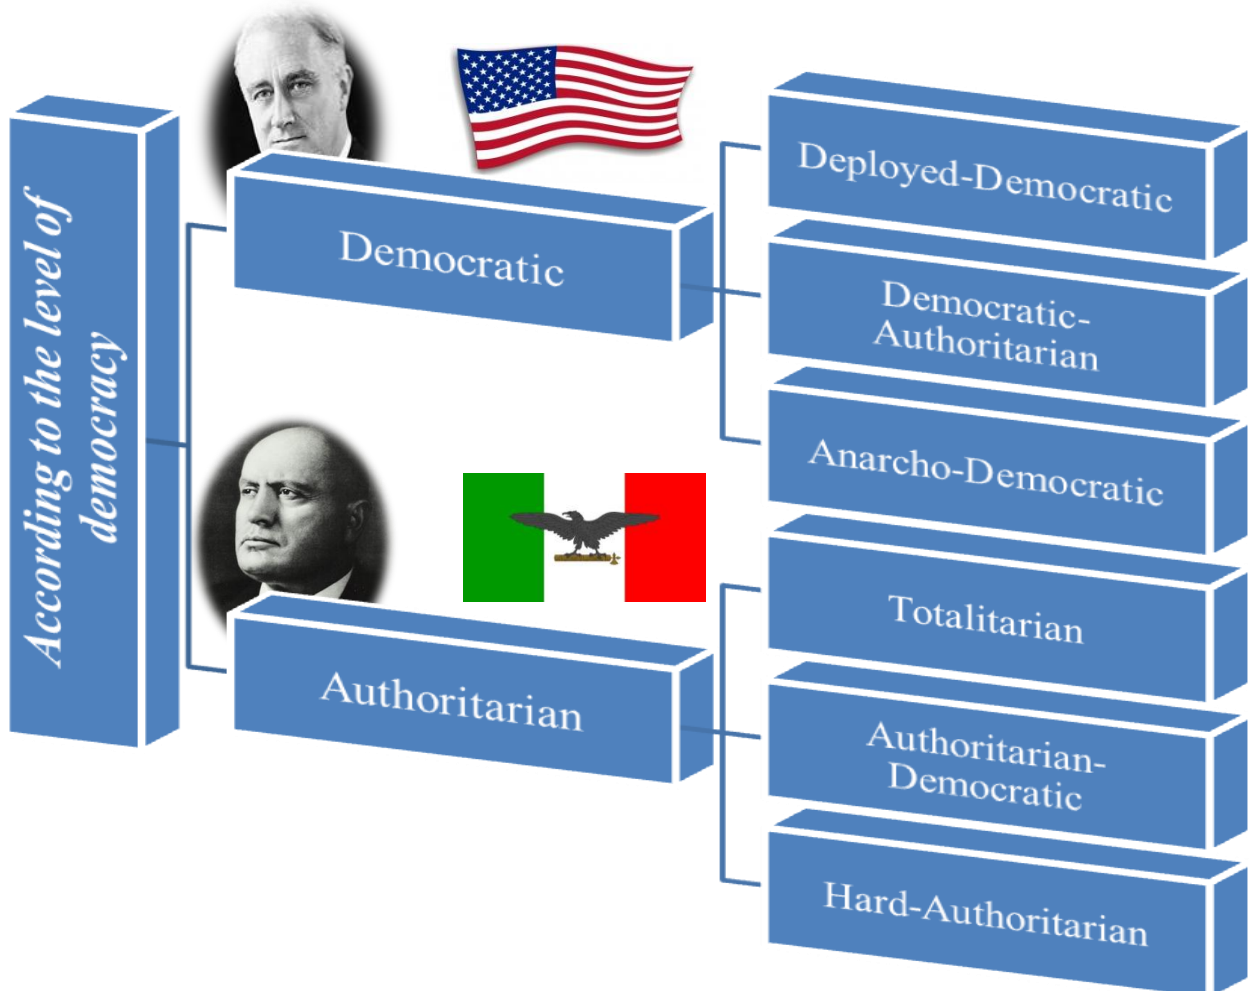 According to the level of
democracy
Democratic
Authoritarian
Deployed-Democratic
Democratic-
Authoritarian
Anarcho-Democratic
Totalitarian
Authoritarian-
Democratic
Hard-Authoritarian